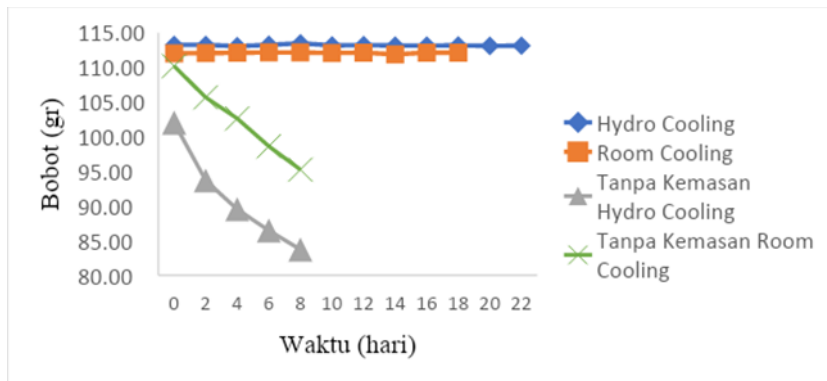 115.00
110.00
105.00
100.00
95.00
90.00
85.00
80.00
Bobot (gr)
0 2 4 6 8 10 12 14 16 18 20 22
Waktu (hari)
Hydro Cooling
Room Cooling
Tanpa Kemasan
Hydro Cooling
Tanpa Kemasan Room
Cooling